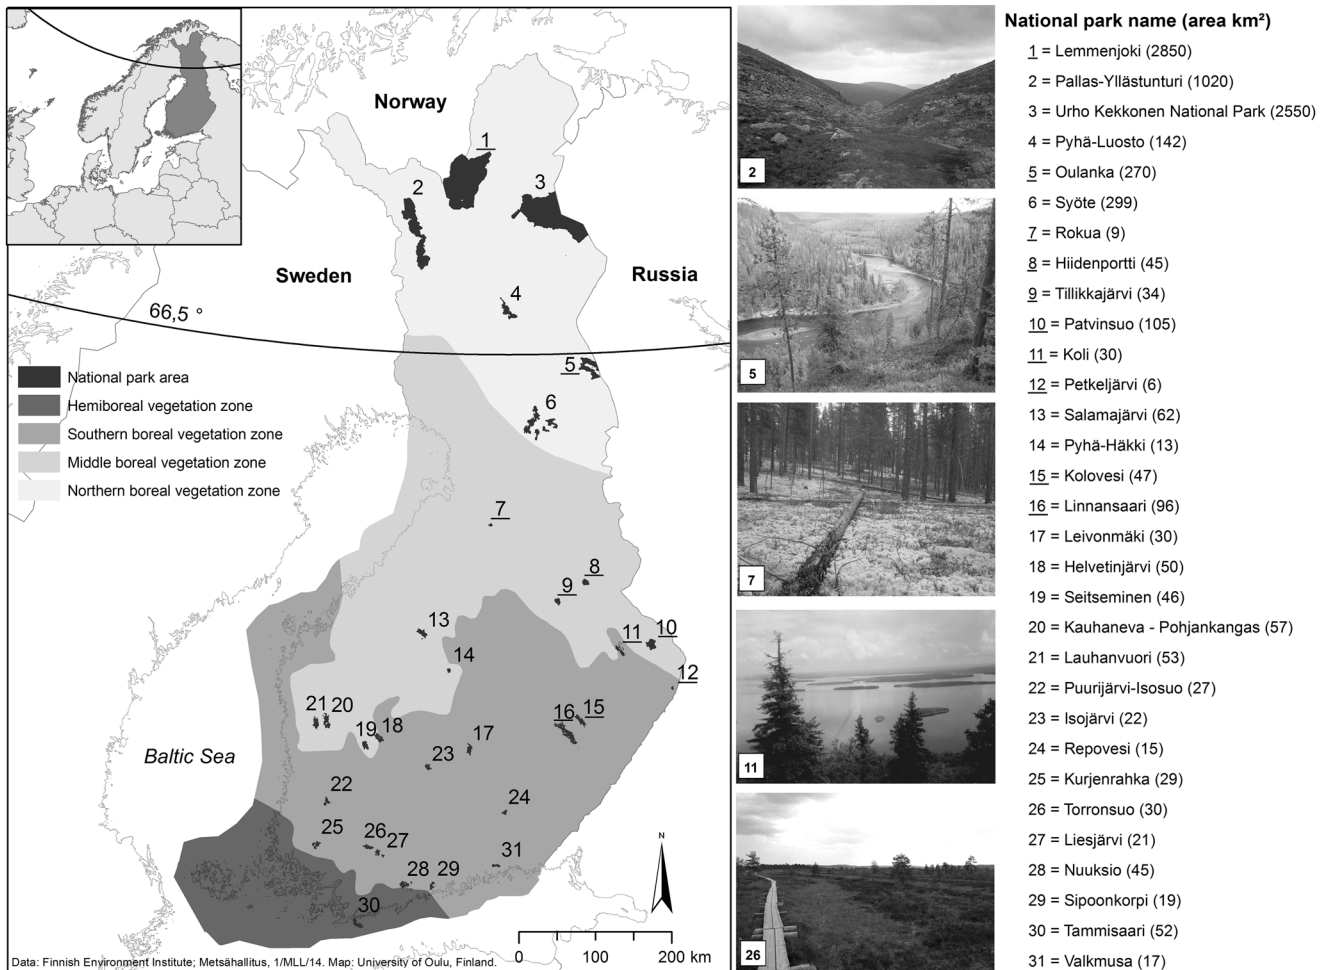 Norway
Sweden
Russia
66,5 °
Baltic Sea
National park area
Hemiboreal vegetation zone
Southern boreal vegetation zone
Middle boreal vegetation zone
Northern boreal vegetation zone
1
2
3
4
5
6
7
8
9
10
11
12
13
14
15
16
17
18
19
20
21
22
23
24
25
26
27
28
29
30
31
N
0 100 200 km
Data: Finnish Environment Institute; Metsähallitus, 1/MLL/14. Map: University of Oulu, Finland.
2
5
7
11
26
National park name (area km²)
1 = Lemmenjoki (2850)
2 = Pallas-Yllästunturi (1020)
3 = Urho Kekkonen National Park (2550)
4 = Pyhä-Luosto (142)
5 = Oulanka (270)
6 = Syöte (299)
7 = Rokua (9)
8 = Hiidenportti (45)
9 = Tillikkajärvi (34)
10 = Patvinsuo (105)
11 = Koli (30)
12 = Petkeljärvi (6)
13 = Salamajärvi (62)
14 = Pyhä-Häkki (13)
15 = Kolovesi (47)
16 = Linnansaari (96)
17 = Leivonmäki (30)
18 = Helvetinjärvi (50)
19 = Seitseminen (46)
20 = Kauhaneva - Pohjankangas (57)
21 = Lauhanvuori (53)
22 = Puurijärvi-Isosuo (27)
23 = Isojärvi (22)
24 = Repovesi (15)
25 = Kurjenrahka (29)
26 = Torronsuo (30)
27 = Liesjärvi (21)
28 = Nuuksio (45)
29 = Sipoonkorpi (19)
30 = Tammisaari (52)
31 = Valkmusa (17)